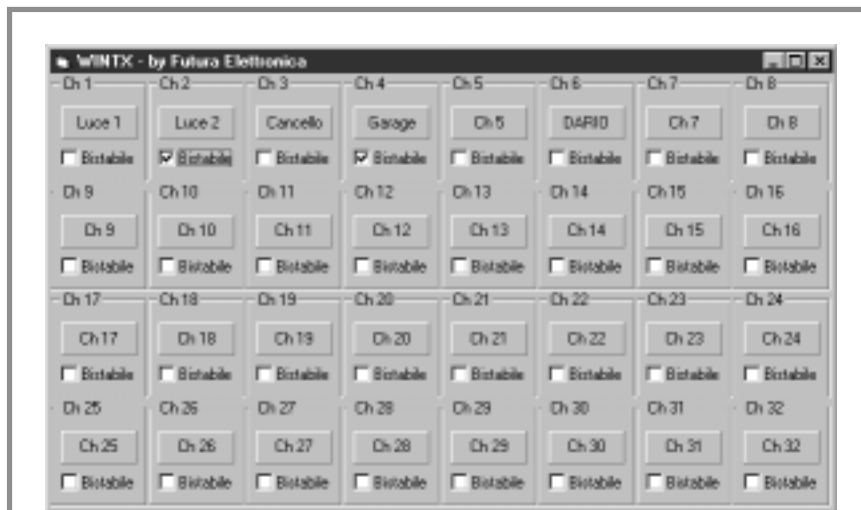 WINTX - by Futura Elettronica
Ch 1 Ch 2 Ch 3 Ch 4 Ch 5 Ch 6 Ch 7 Ch 8
Luce 1 Luce 2 Cancello Garage Ch 5 DARIO Ch 7 Ch 8
Bistabile Bistabile Bistabile Bistabile Bistabile Bistabile Bistabile Bistabile
Ch 9 Ch 10 Ch 11 Ch 12 Ch 13 Ch 14 Ch 15 Ch 16
Ch 9 Ch 10 Ch 11 Ch 12 Ch 13 Ch 14 Ch 15 Ch 16
Bistabile Bistabile Bistabile Bistabile Bistabile Bistabile Bistabile Bistabile
Ch 17 Ch 18 Ch 19 Ch 20 Ch 21 Ch 22 Ch 23 Ch 24
Ch 17 Ch 18 Ch 19 Ch 20 Ch 21 Ch 22 Ch 23 Ch 24
Bistabile Bistabile Bistabile Bistabile Bistabile Bistabile Bistabile Bistabile
Ch 25 Ch 26 Ch 27 Ch 28 Ch 29 Ch 30 Ch 31 Ch 32
Ch 25 Ch 26 Ch 27 Ch 28 Ch 29 Ch 30 Ch 31 Ch 32
Bistabile Bistabile Bistabile Bistabile Bistabile Bistabile Bistabile Bistabile